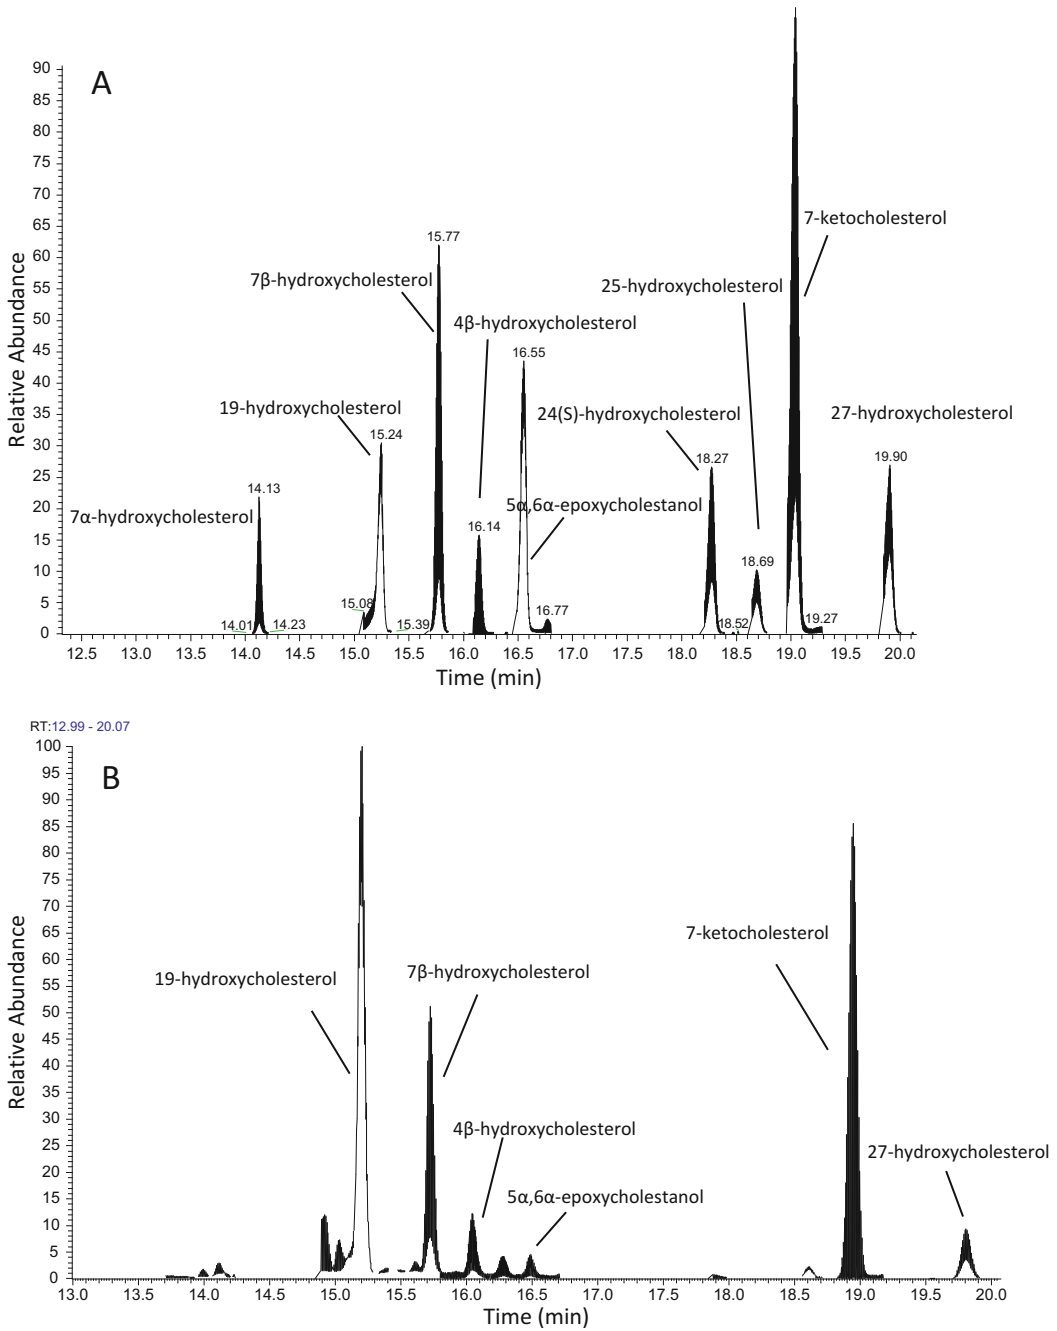 A
90
85
80
75
70
65
60
55
50
45
40
35
30
25
20
15
10
5
0
Relative Abundance
7-ketocholesterol
15.77
7β-hydroxycholesterol
25-hydroxycholesterol
4β-hydroxycholesterol
16.55
19-hydroxycholesterol
24(S)-hydroxycholesterol
27-hydroxycholesterol
15.24
18.27
19.90
14.13
7α-hydroxycholesterol
5α,6α-epoxycholestanol
16.14
18.69
15.08
16.77
19.27
14.01
14.23
15.39
18.52
12.5 13.0 13.5 14.0 14.5 15.0 15.5 16.0 16.5 17.0 17.5 18.0 18.5 19.0 19.5 20.0
Time (min)
RT:12.99 - 20.07
B
100
95
90
85
80
75
70
65
60
55
50
45
40
35
30
25
20
15
10
5
0
Relative Abundance
7-ketocholesterol
19-hydroxycholesterol
7β-hydroxycholesterol
4β-hydroxycholesterol
27-hydroxycholesterol
5α,6α-epoxycholestanol
13.0 13.5 14.0 14.5 15.0 15.5 16.0 16.5 17.0 17.5 18.0 18.5 19.0 19.5 20.0
Time (min)